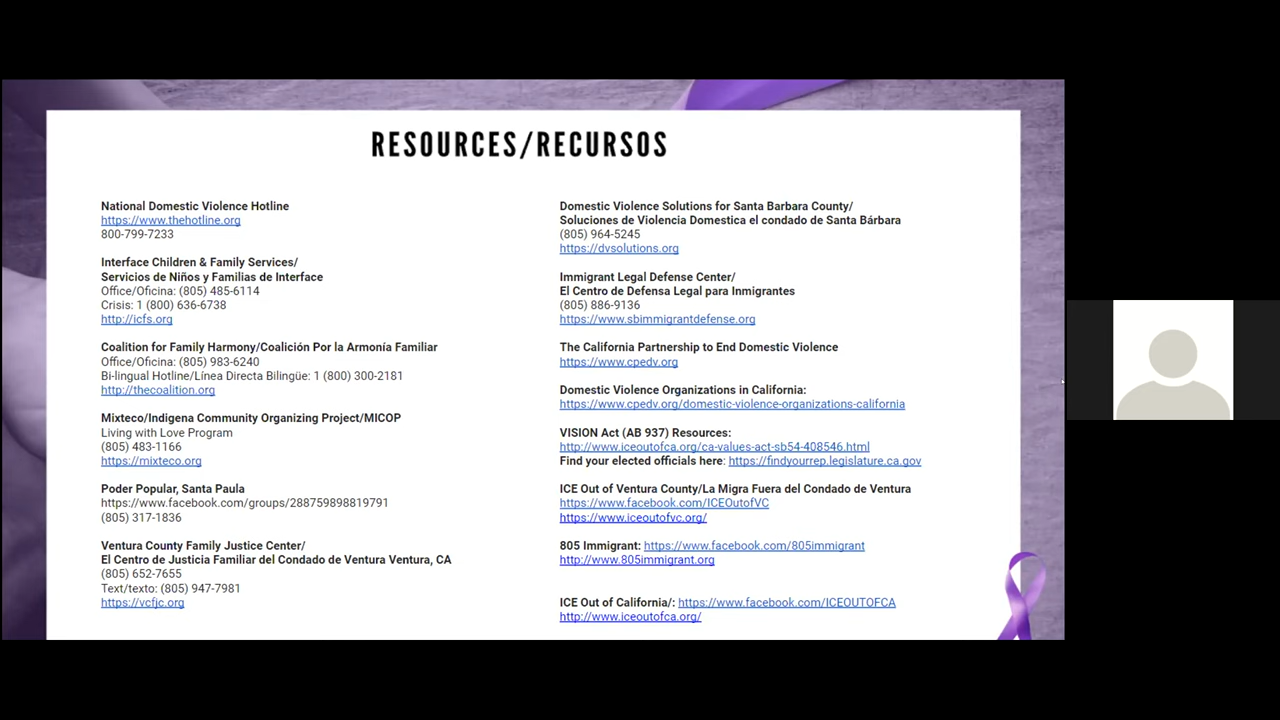 RESOURCES/RECURSOS
National Domestic Violence Hotline
https://www.thehotline.org
800-799-7233
Interface Children & Family Services/
Servicios de Niños y Familias de Interface
Office/Oficina: (805) 485-6114
Crisis: 1 (800) 636-6738
http://icfs.org
Coalition for Family Harmony/Coalición Por la Armonía Familiar
Office/Oficina: (805) 983-6240
Bi-lingual Hotline/Línea Directa Bilingüe: 1 (800) 300-2181
http://thecoalition.org
Mixteco/Indigena Community Organizing Project/MICOP
Living with Love Program
(805) 483-1166
https://mixteco.org
Poder Popular, Santa Paula
https://www.facebook.com/groups/288759898819791
(805) 317-1836
Ventura County Family Justice Center/
El Centro de Justicia Familiar del Condado de Ventura Ventura, CA
(805) 652-7655
Text/texto: (805) 947-7981
https://vcfjc.org
Domestic Violence Solutions for Santa Barbara County/
Soluciones de Violencia Domestica el condado de Santa Bárbara
(805) 964-5245
https://dvsolutions.org
Immigrant Legal Defense Center/
El Centro de Defensa Legal para Inmigrantes
(805) 886-9136
https://www.sbimmigrantdefense.org
The California Partnership to End Domestic Violence
https://www.cpedv.org
Domestic Violence Organizations in California:
https://www.cpedv.org/domestic-violence-organizations-california
VISION Act (AB 937) Resources:
http://www.iceoutofca.org/ca-values-act-sb54-408546.html
Find your elected officials here: https://findyourrep.legislature.ca.gov
ICE Out of Ventura County/La Migra Fuera del Condado de Ventura
https://www.facebook.com/ICEOutofVC
https://www.iceoutofvc.org/
805 Immigrant: https://www.facebook.com/805immigrant
http://www.805immigrant.org
ICE Out of California/: https://www.facebook.com/ICEOUTOFCA
http://www.iceoutofca.org/